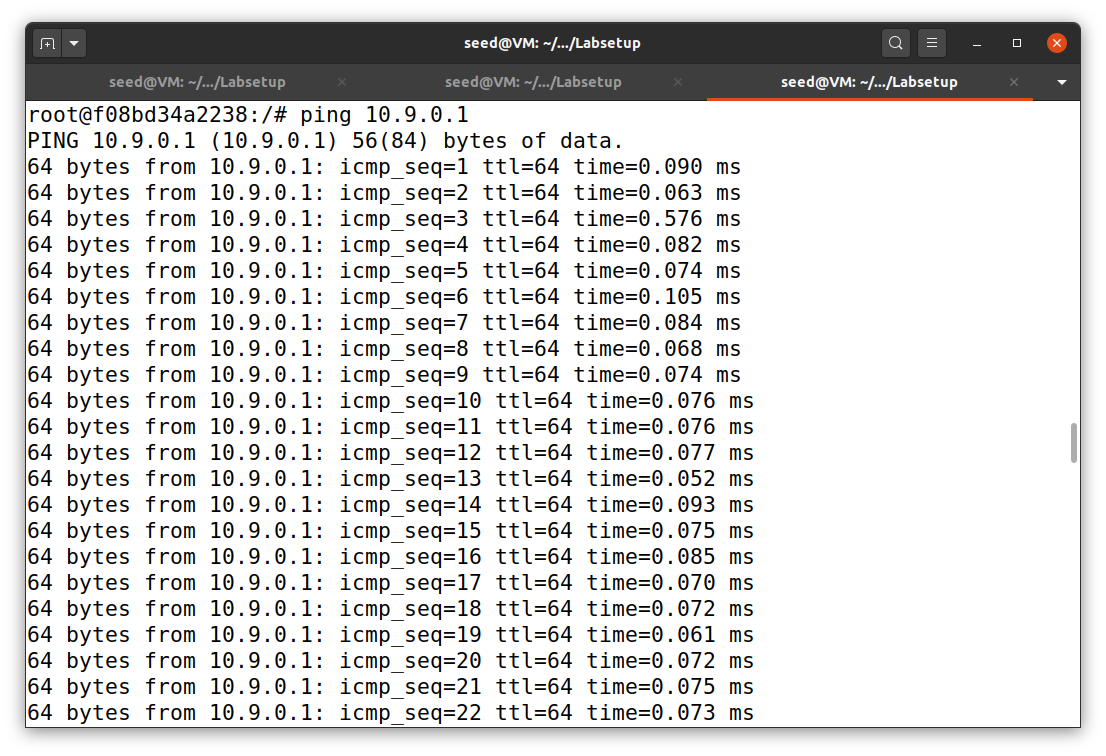 seed@VM: ~/.../Labsetup
seed@VM: ~/.../Labsetup
seed@VM: ~/.../Labsetup
seed@VM: ~/.../Labsetup
root@f08bd34a2238:/# ping 10.9.0.1
PING 10.9.0.1 (10.9.0.1) 56(84) bytes of data.
64 bytes from 10.9.0.1: icmp_seq=1 ttl=64 time=0.090 ms
64 bytes from 10.9.0.1: icmp_seq=2 ttl=64 time=0.063 ms
64 bytes from 10.9.0.1: icmp_seq=3 ttl=64 time=0.576 ms
64 bytes from 10.9.0.1: icmp_seq=4 ttl=64 time=0.082 ms
64 bytes from 10.9.0.1: icmp_seq=5 ttl=64 time=0.074 ms
64 bytes from 10.9.0.1: icmp_seq=6 ttl=64 time=0.105 ms
64 bytes from 10.9.0.1: icmp_seq=7 ttl=64 time=0.084 ms
64 bytes from 10.9.0.1: icmp_seq=8 ttl=64 time=0.068 ms
64 bytes from 10.9.0.1: icmp_seq=9 ttl=64 time=0.074 ms
64 bytes from 10.9.0.1: icmp_seq=10 ttl=64 time=0.076 ms
64 bytes from 10.9.0.1: icmp_seq=11 ttl=64 time=0.076 ms
64 bytes from 10.9.0.1: icmp_seq=12 ttl=64 time=0.077 ms
64 bytes from 10.9.0.1: icmp_seq=13 ttl=64 time=0.052 ms
64 bytes from 10.9.0.1: icmp_seq=14 ttl=64 time=0.093 ms
64 bytes from 10.9.0.1: icmp_seq=15 ttl=64 time=0.075 ms
64 bytes from 10.9.0.1: icmp_seq=16 ttl=64 time=0.085 ms
64 bytes from 10.9.0.1: icmp_seq=17 ttl=64 time=0.070 ms
64 bytes from 10.9.0.1: icmp_seq=18 ttl=64 time=0.072 ms
64 bytes from 10.9.0.1: icmp_seq=19 ttl=64 time=0.061 ms
64 bytes from 10.9.0.1: icmp_seq=20 ttl=64 time=0.072 ms
64 bytes from 10.9.0.1: icmp_seq=21 ttl=64 time=0.075 ms
64 bytes from 10.9.0.1: icmp_seq=22 ttl=64 time=0.073 ms